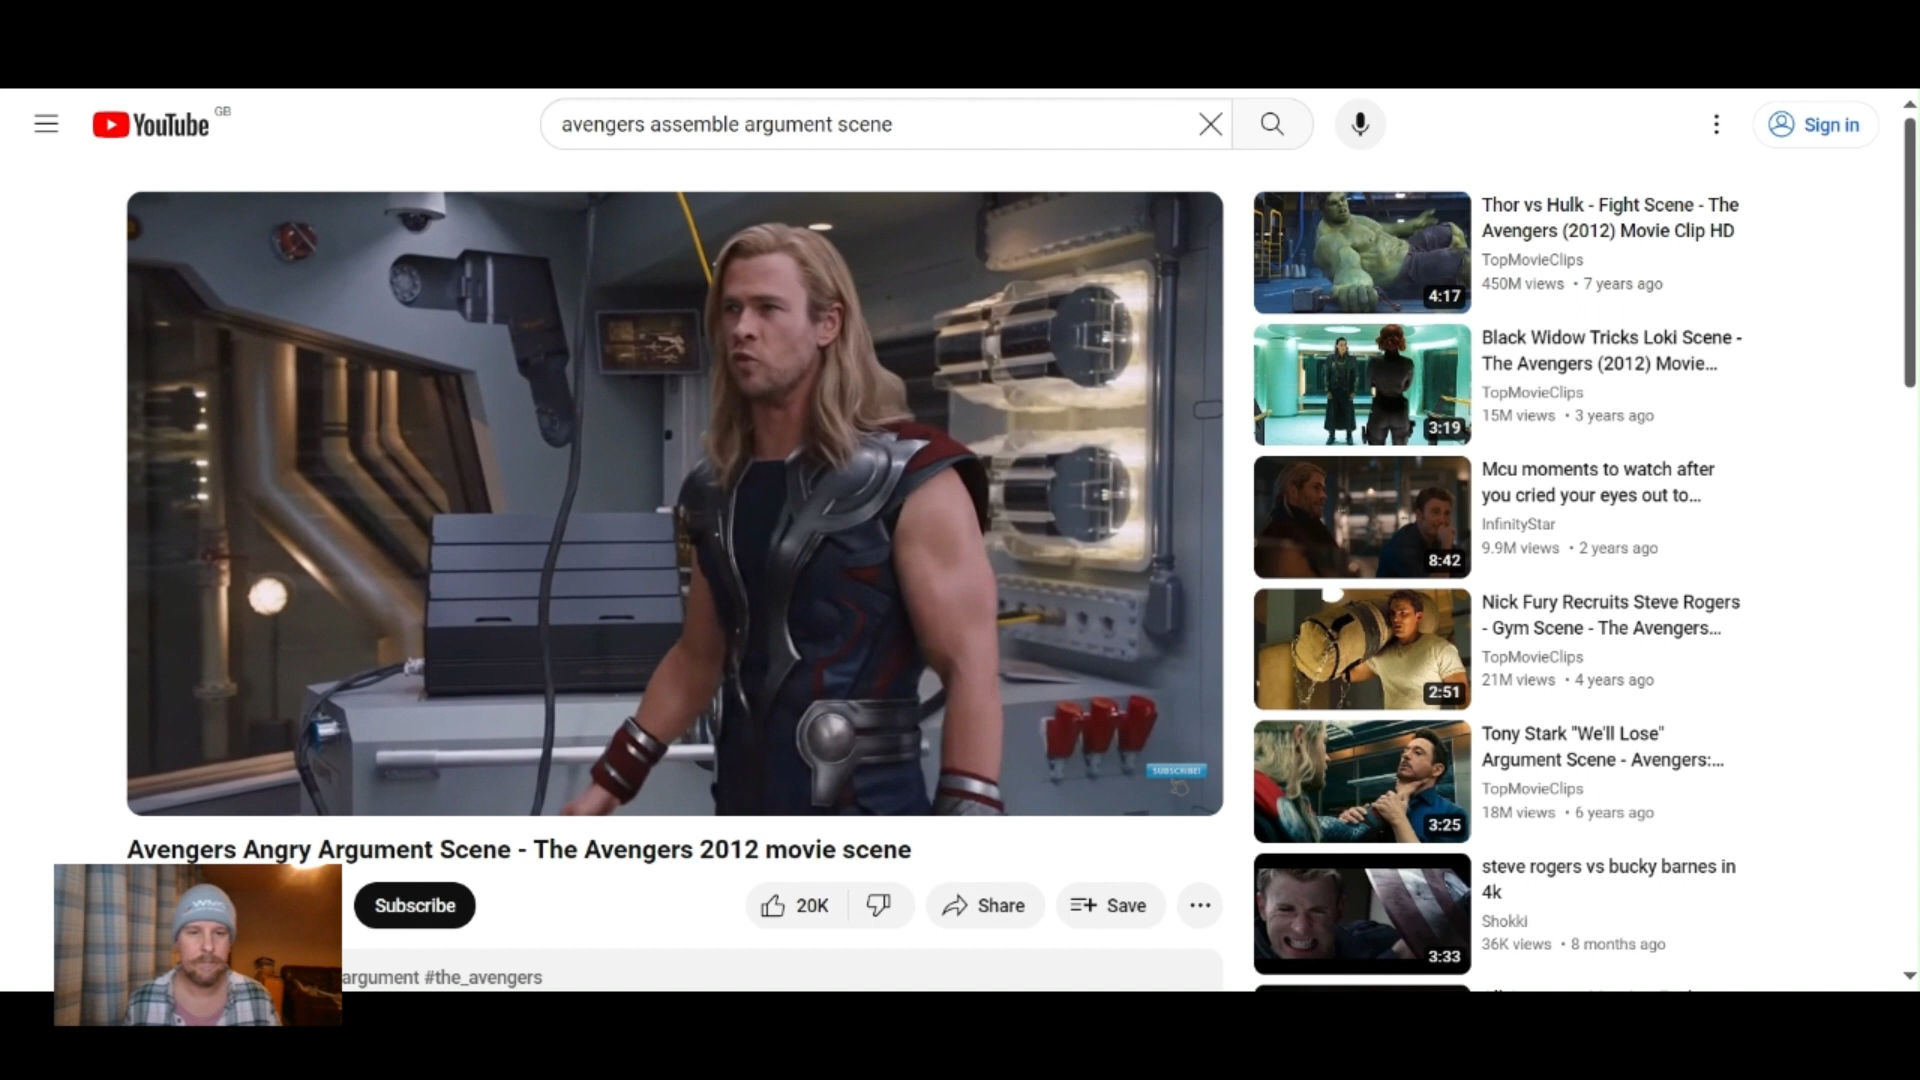 YouTube GB
avengers assemble argument scene
Sign in
SUBSCRIBE!
Avengers Angry Argument Scene - The Avengers 2012 movie scene
Subscribe
20K
Share
Save
argument #the_avengers
4:17
Thor vs Hulk - Fight Scene - The
Avengers (2012) Movie Clip HD
TopMovieClips
450M views • 7 years ago
3:19
Black Widow Tricks Loki Scene -
The Avengers (2012) Movie...
TopMovieClips
15M views • 3 years ago
8:42
Mcu moments to watch after
you cried your eyes out to...
InfinityStar
9.9M views • 2 years ago
2:51
Nick Fury Recruits Steve Rogers
- Gym Scene - The Avengers...
TopMovieClips
21M views • 4 years ago
3:25
Tony Stark "We'll Lose"
Argument Scene - Avengers:...
TopMovieClips
18M views • 6 years ago
3:33
steve rogers vs bucky barnes in
4k
Shokki
36K views • 8 months ago